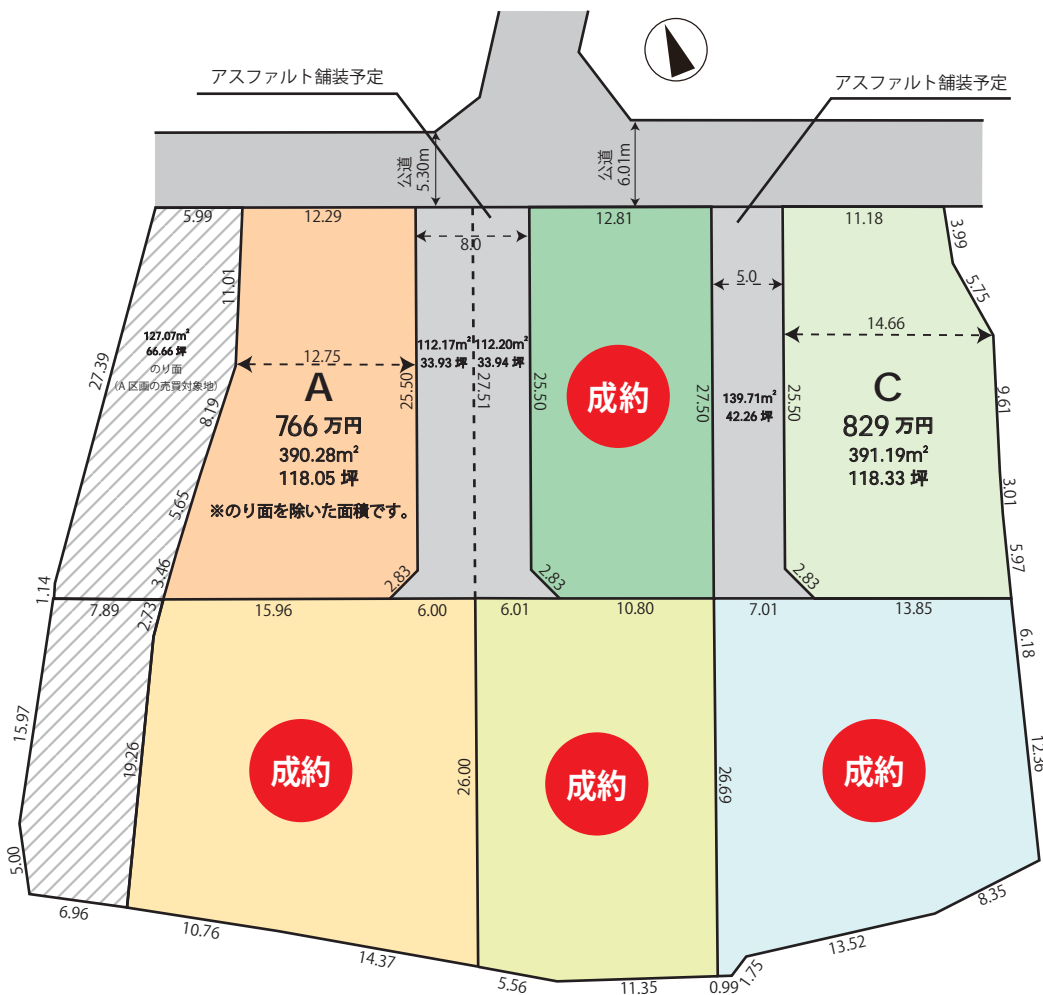 アスファルト舗装予定
アスファルト舗装予定
公道
5.30m
公道
6.01m
5.99
12.29
8.0
12.81
5.0
11.18
3.99
5.75
11.01
27.39
127.07m²
66.66 坪
のり面
(A 区画の売買対象地)
12.75
A
766 万円
390.28m²
118.05 坪
※のり面を除いた面積です。
8.19
5.65
3.46
25.50
2.83
112.17m²
33.93 坪
27.51
112.20m²
33.94 坪
25.50
2.83
成約
27.50
139.71m²
42.26 坪
25.50
2.83
14.66
C
829 万円
391.19m²
118.33 坪
9.61
3.01
5.97
1.14
7.89
2.73
15.96
6.00
6.01
10.80
7.01
13.85
6.18
15.97
19.26
成約
26.00
成約
26.69
成約
12.36
5.00
6.96
10.76
14.37
5.56
11.35
0.99
1.75
13.52
8.35